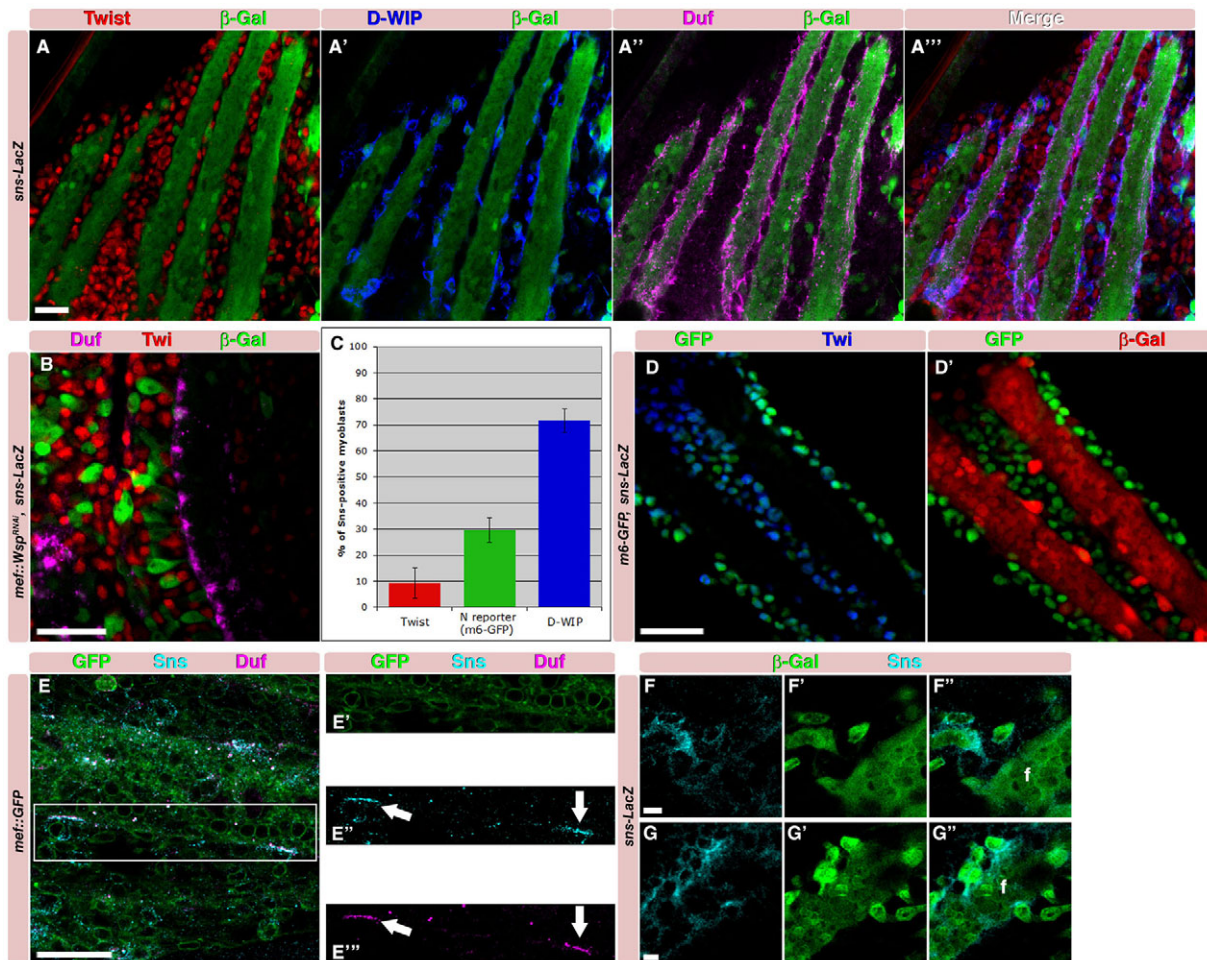 Twist β-Gal D-WIP β-Gal Duf β-Gal Merge
sns-LacZ
A A' A'' A'''
Duf Twi β-Gal
mef::Wsp^RNAi, sns-LacZ
B
C
% of Sns-positive myoblasts
100
90
80
70
60
50
40
30
20
10
0
Twist N reporter D-WIP
(m6-GFP)
GFP Twi GFP β-Gal
m6-GFP, sns-LacZ
D D'
GFP Sns Duf GFP Sns Duf
mef::GFP
E E'
E''
E'''
β-Gal Sns
sns-LacZ
F F' F''
f
G G' G''
f